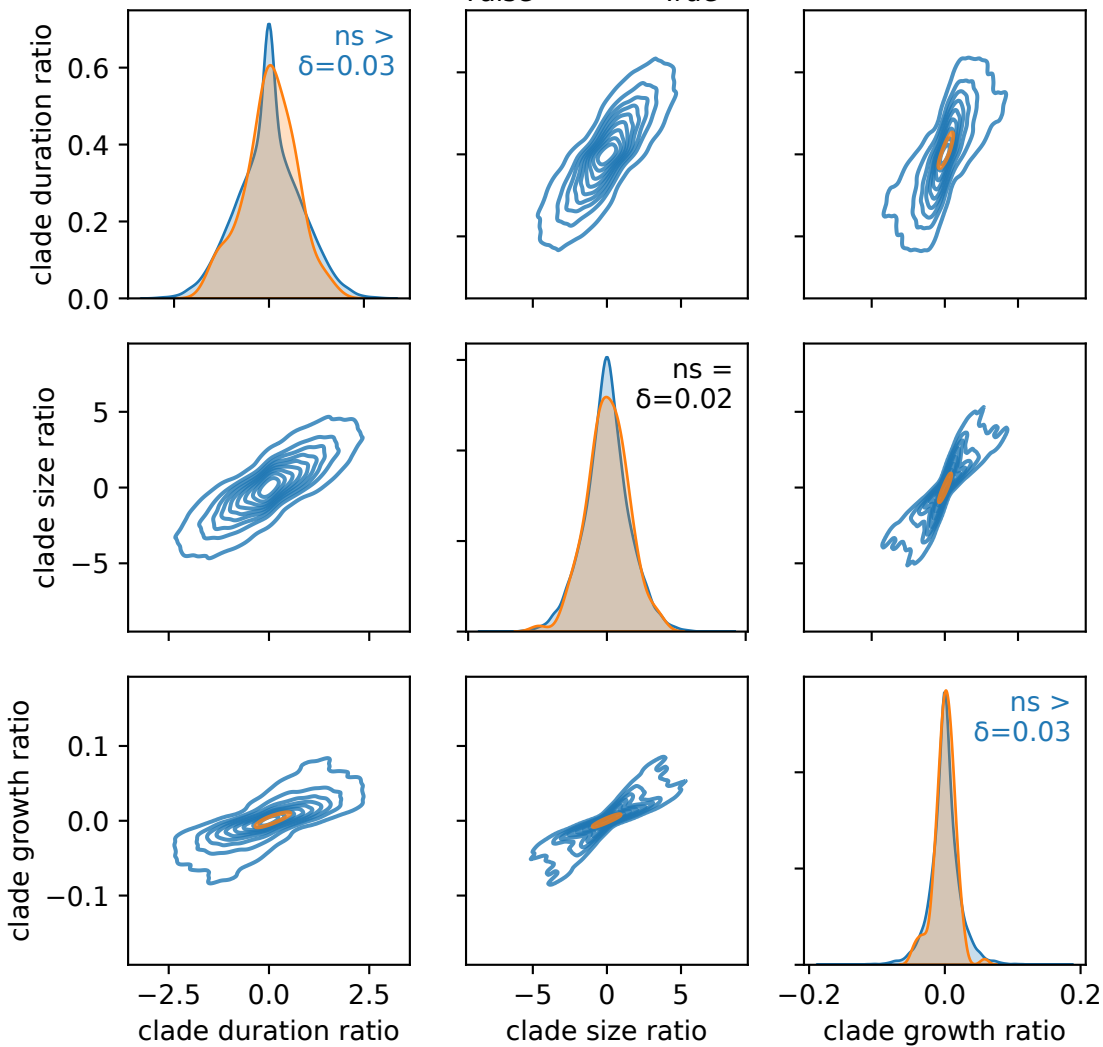 clade duration ratio
0.6
0.4
0.2
0.0
ns >
δ=0.03
clade size ratio
5
0
−5
ns =
δ=0.02
clade growth ratio
0.1
0.0
−0.1
ns >
δ=0.03
−2.5 0.0 2.5
−5 0 5
−0.2 0.0 0.2
clade duration ratio
clade size ratio
clade growth ratio